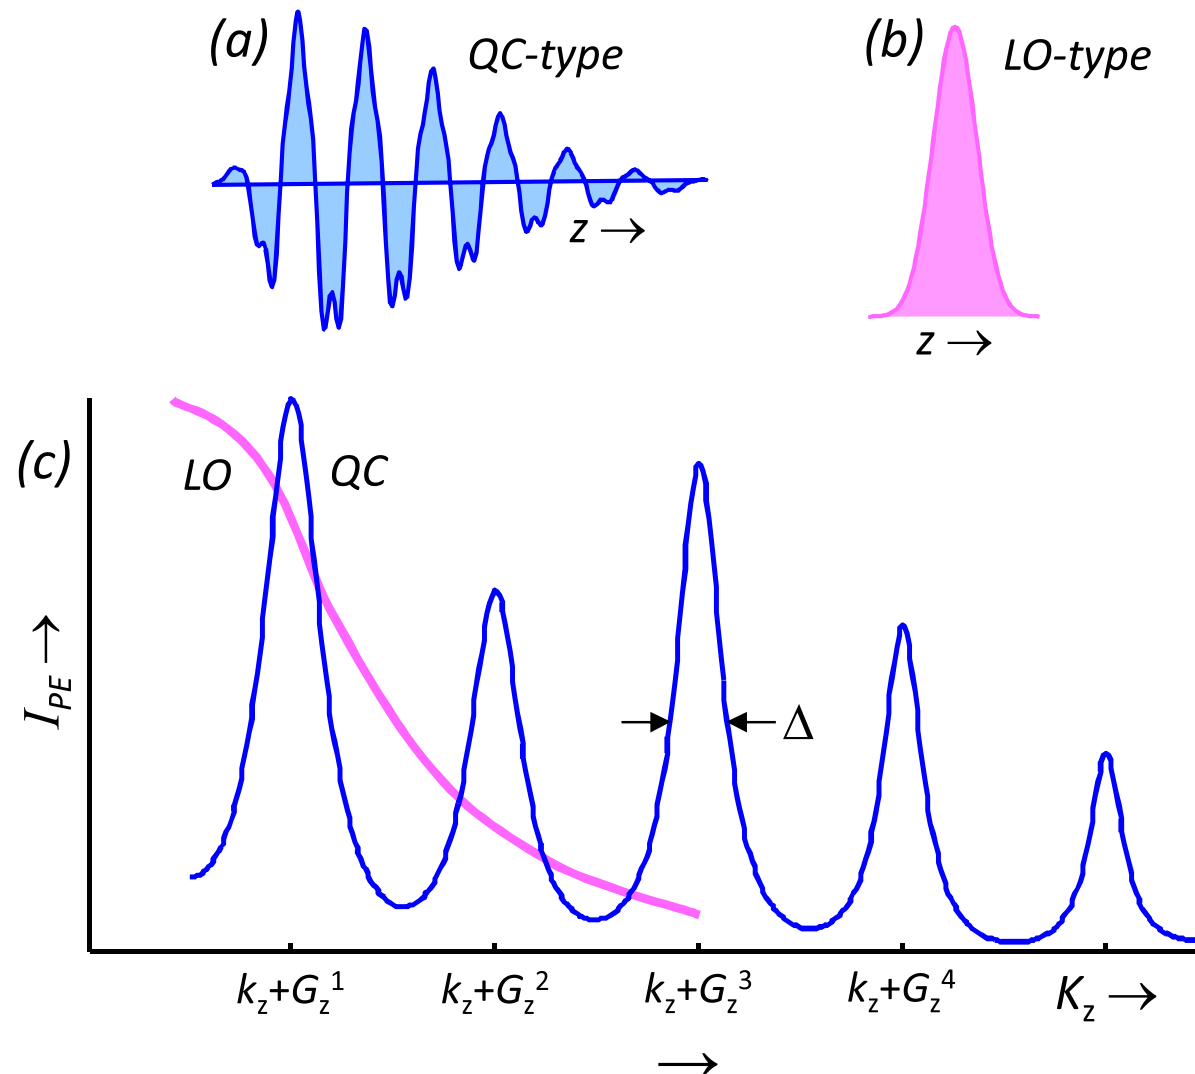 (a)
QC-type
z →
(b)
LO-type
z →
(c)
LO
QC
I_PE →
Δ
k_z+G_z^1
k_z+G_z^2
k_z+G_z^3
k_z+G_z^4
K_z →
→